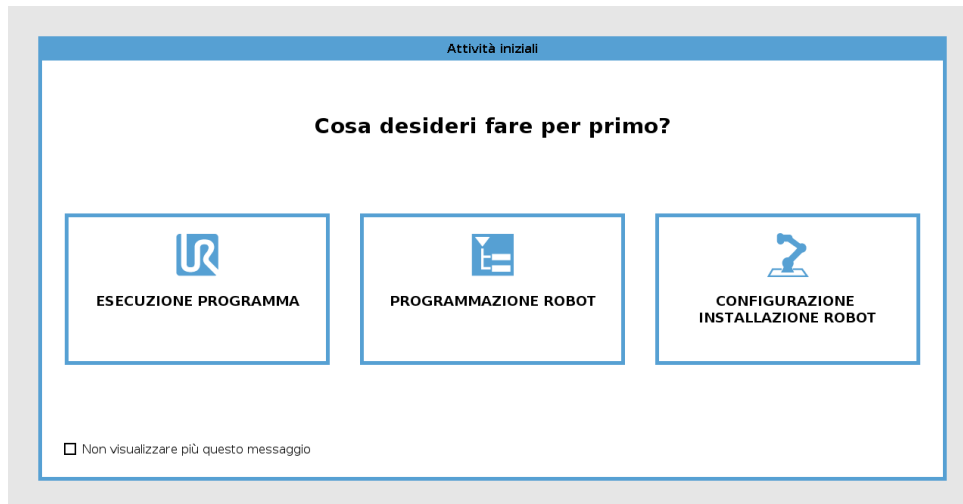 Attività iniziali
Cosa desideri fare per primo?
UR
ESECUZIONE PROGRAMMA
PROGRAMMAZIONE ROBOT
CONFIGURAZIONE
INSTALLAZIONE ROBOT
Non visualizzare più questo messaggio